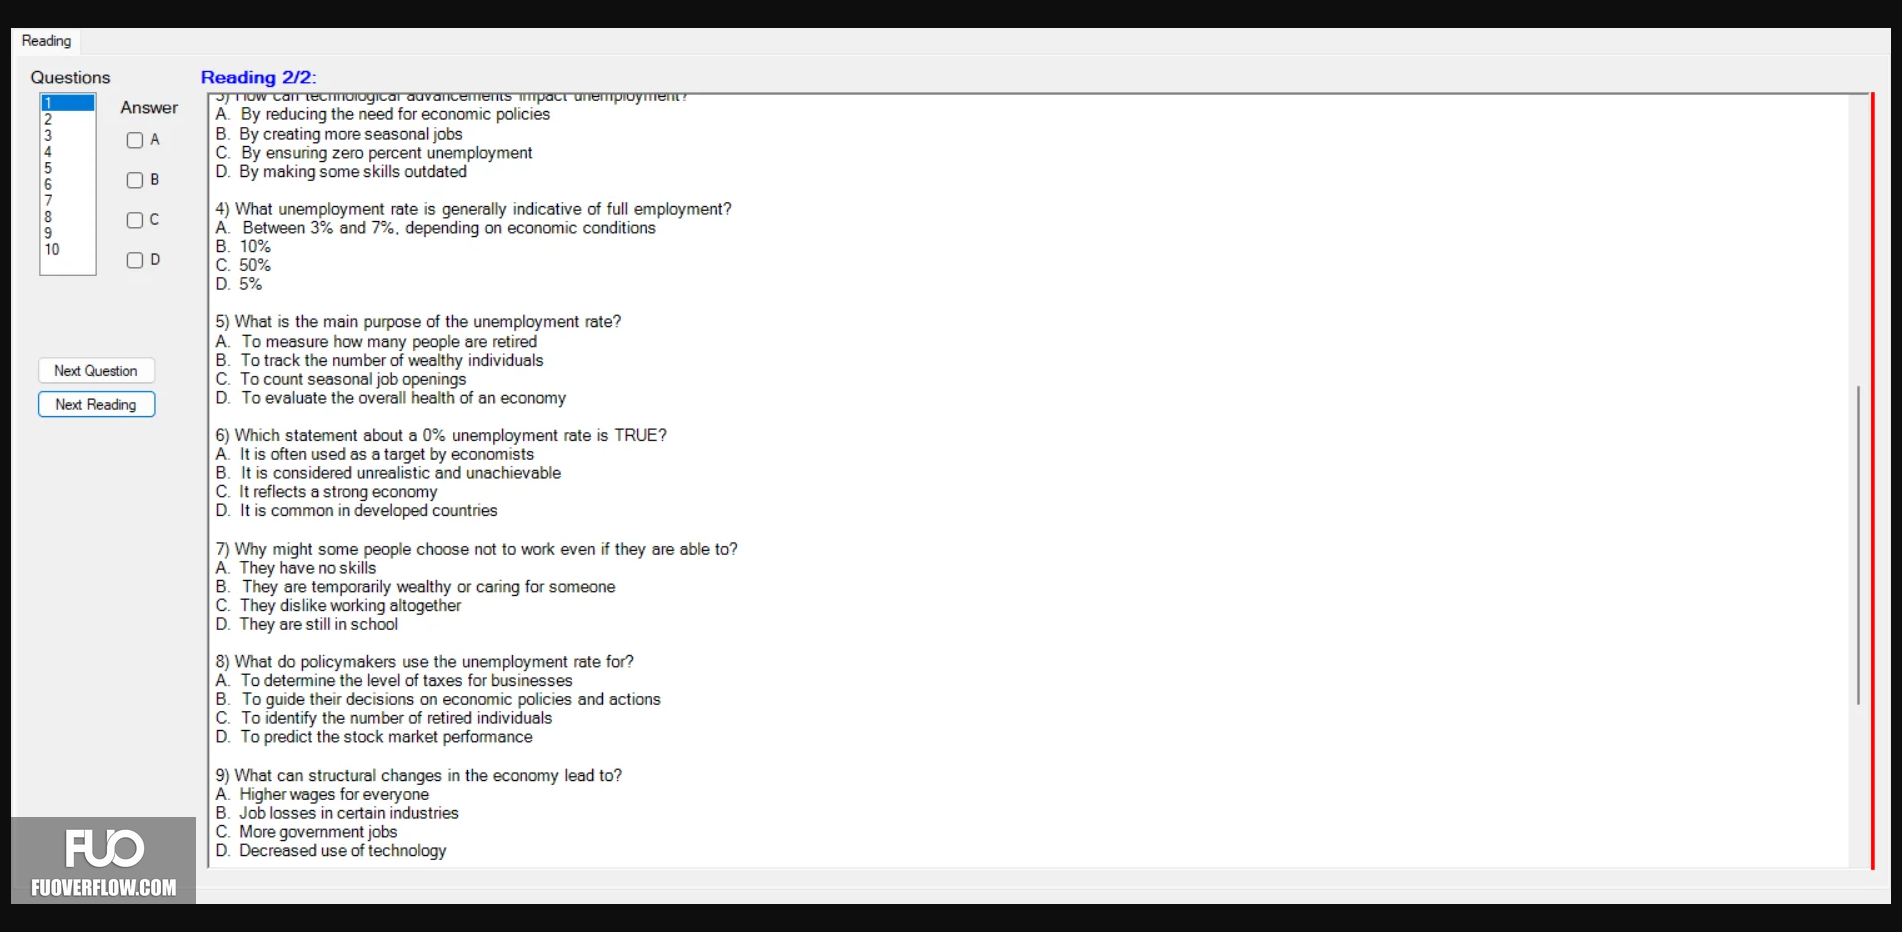 Reading
Questions
Reading 2/2:
1
2
3
4
5
6
7
8
9
10
Answer
A
B
C
D
Next Question
Next Reading
3) How can technological advancements impact unemployment?
A. By reducing the need for economic policies
B. By creating more seasonal jobs
C. By ensuring zero percent unemployment
D. By making some skills outdated
4) What unemployment rate is generally indicative of full employment?
A. Between 3% and 7%, depending on economic conditions
B. 10%
C. 50%
D. 5%
5) What is the main purpose of the unemployment rate?
A. To measure how many people are retired
B. To track the number of wealthy individuals
C. To count seasonal job openings
D. To evaluate the overall health of an economy
6) Which statement about a 0% unemployment rate is TRUE?
A. It is often used as a target by economists
B. It is considered unrealistic and unachievable
C. It reflects a strong economy
D. It is common in developed countries
7) Why might some people choose not to work even if they are able to?
A. They have no skills
B. They are temporarily wealthy or caring for someone
C. They dislike working altogether
D. They are still in school
8) What do policymakers use the unemployment rate for?
A. To determine the level of taxes for businesses
B. To guide their decisions on economic policies and actions
C. To identify the number of retired individuals
D. To predict the stock market performance
9) What can structural changes in the economy lead to?
A. Higher wages for everyone
B. Job losses in certain industries
C. More government jobs
D. Decreased use of technology
FUO
FUOVERFLOW.COM